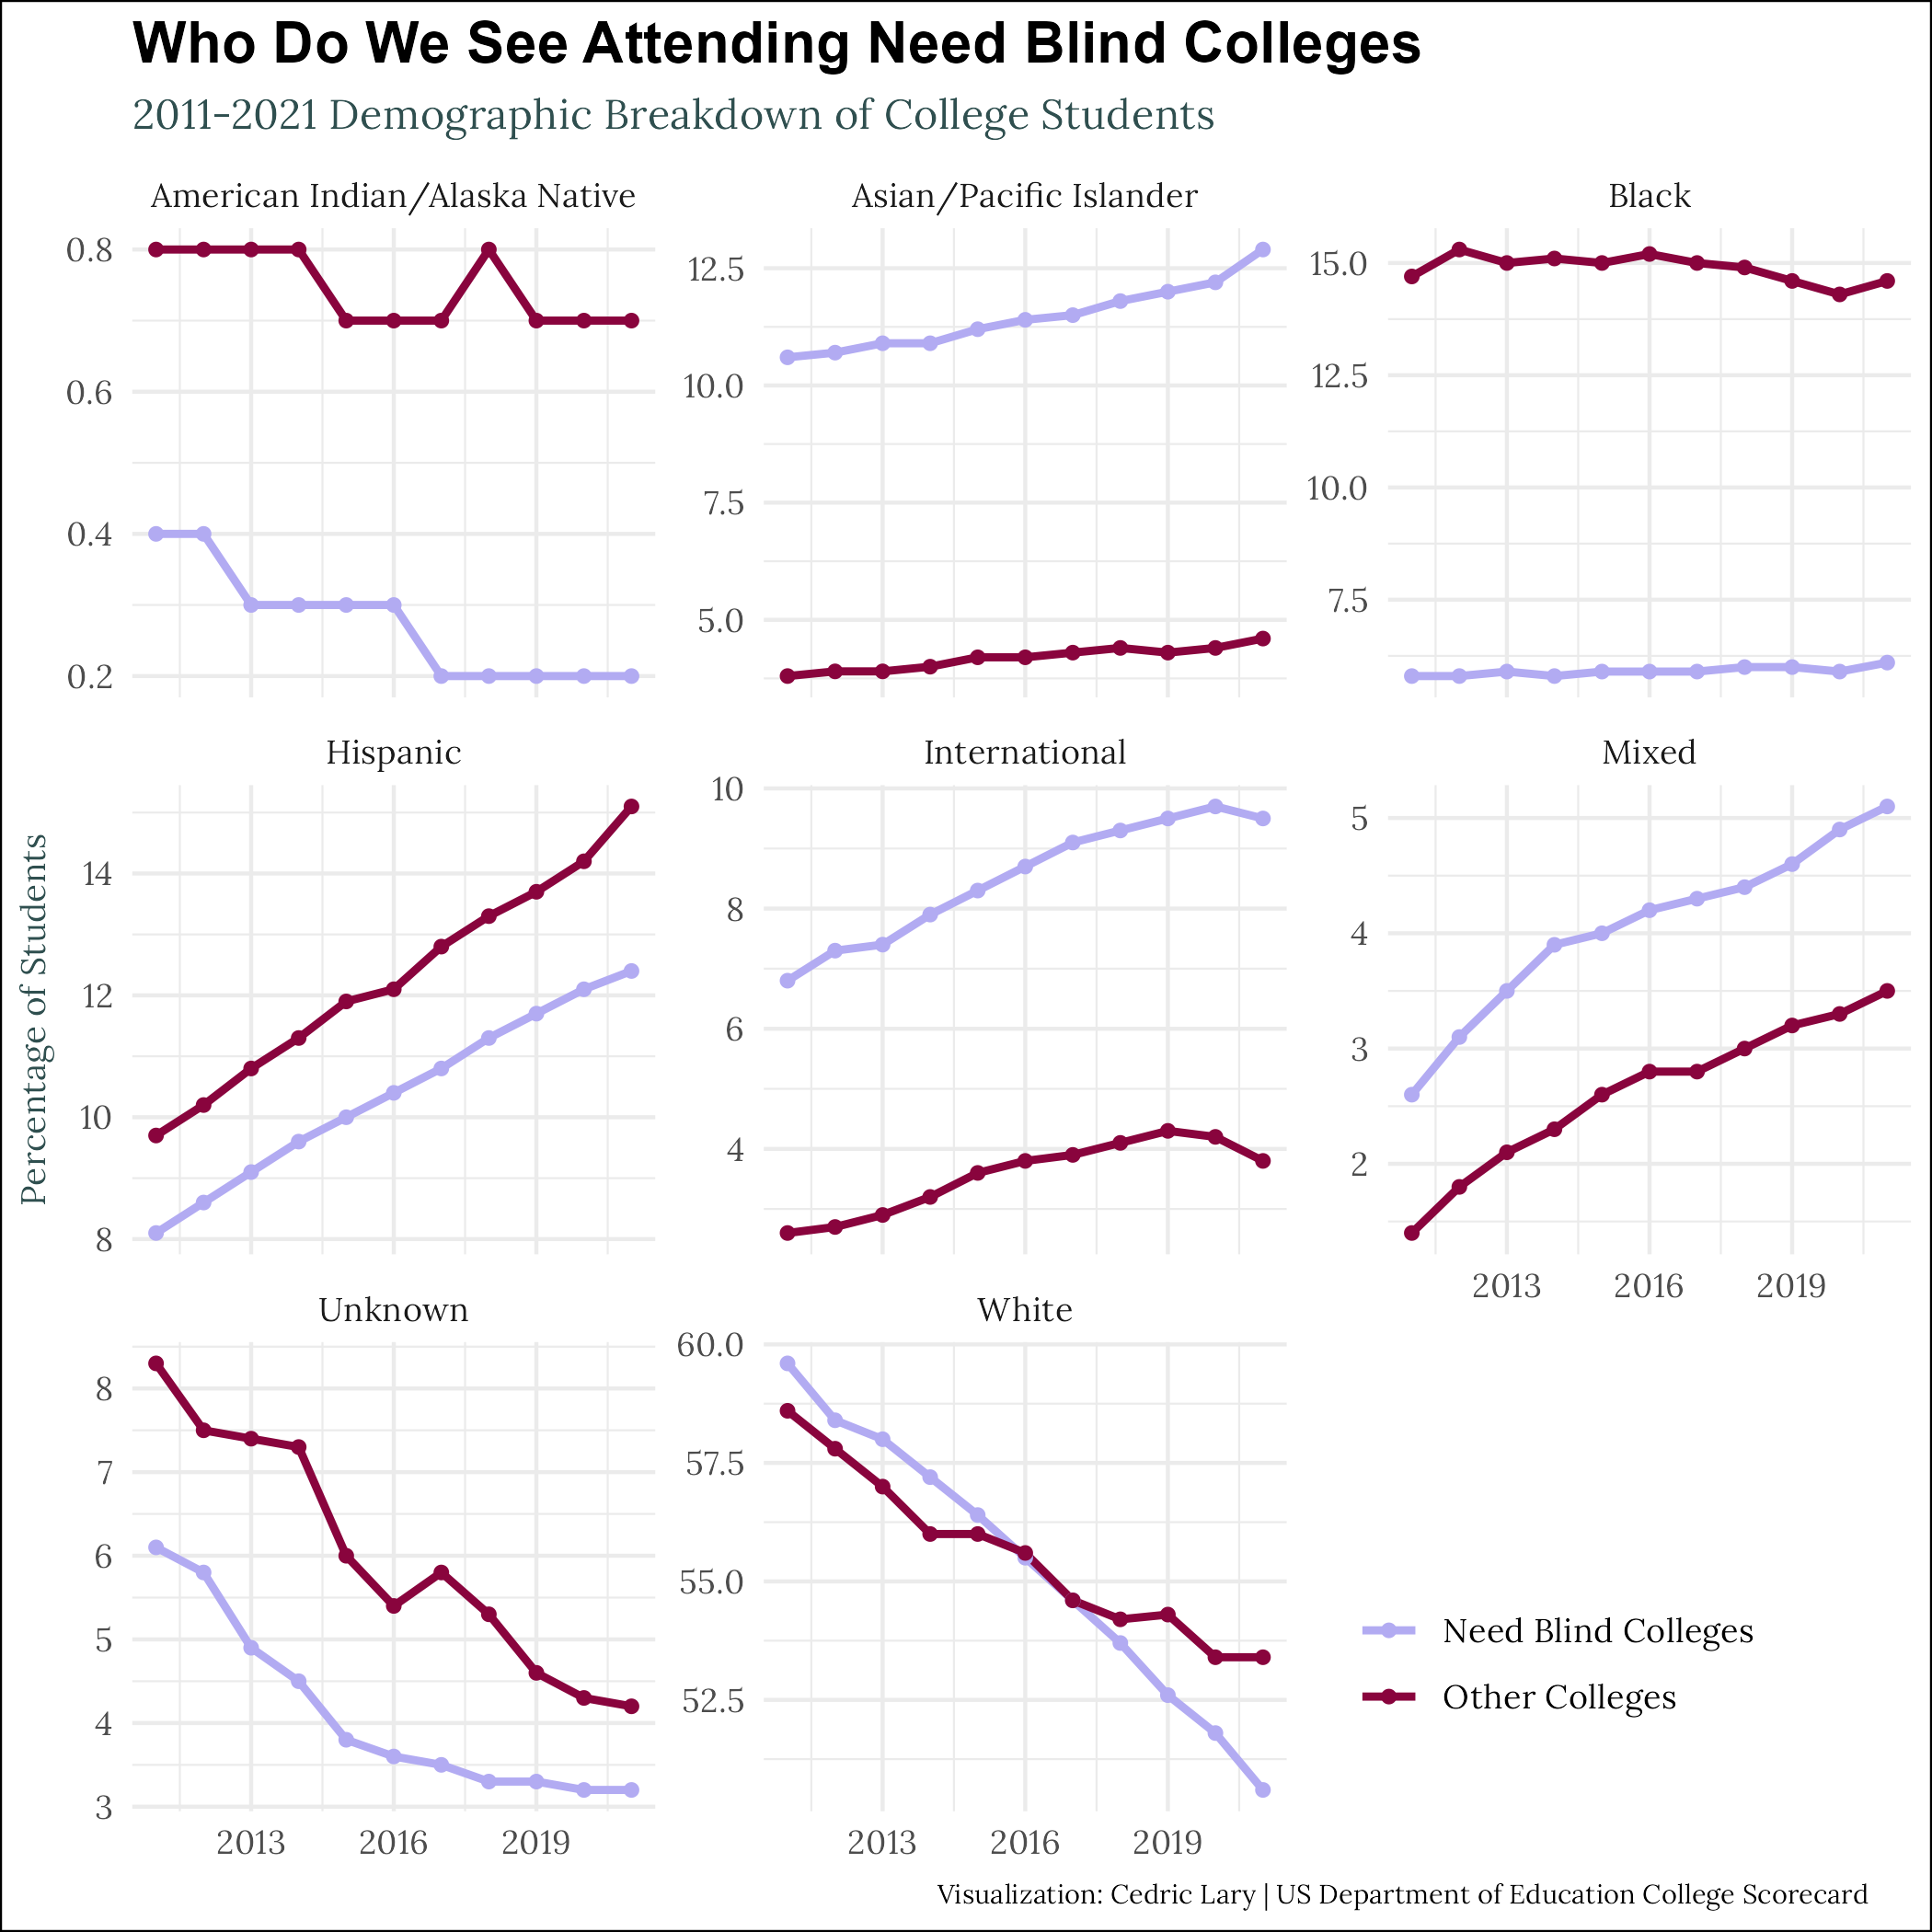 Who Do We See Attending Need Blind Colleges
2011-2021 Demographic Breakdown of College Students
American Indian/Alaska Native
0.8
0.6
0.4
0.2
Asian/Pacific Islander
12.5
10.0
7.5
5.0
Black
15.0
12.5
10.0
7.5
Percentage of Students
Hispanic
14
12
10
8
International
10
8
6
4
Mixed
5
4
3
2
2013 2016 2019
Unknown
8
7
6
5
4
3
2013 2016 2019
White
60.0
57.5
55.0
52.5
2013 2016 2019
Need Blind Colleges
Other Colleges
Visualization: Cedric Lary | US Department of Education College Scorecard